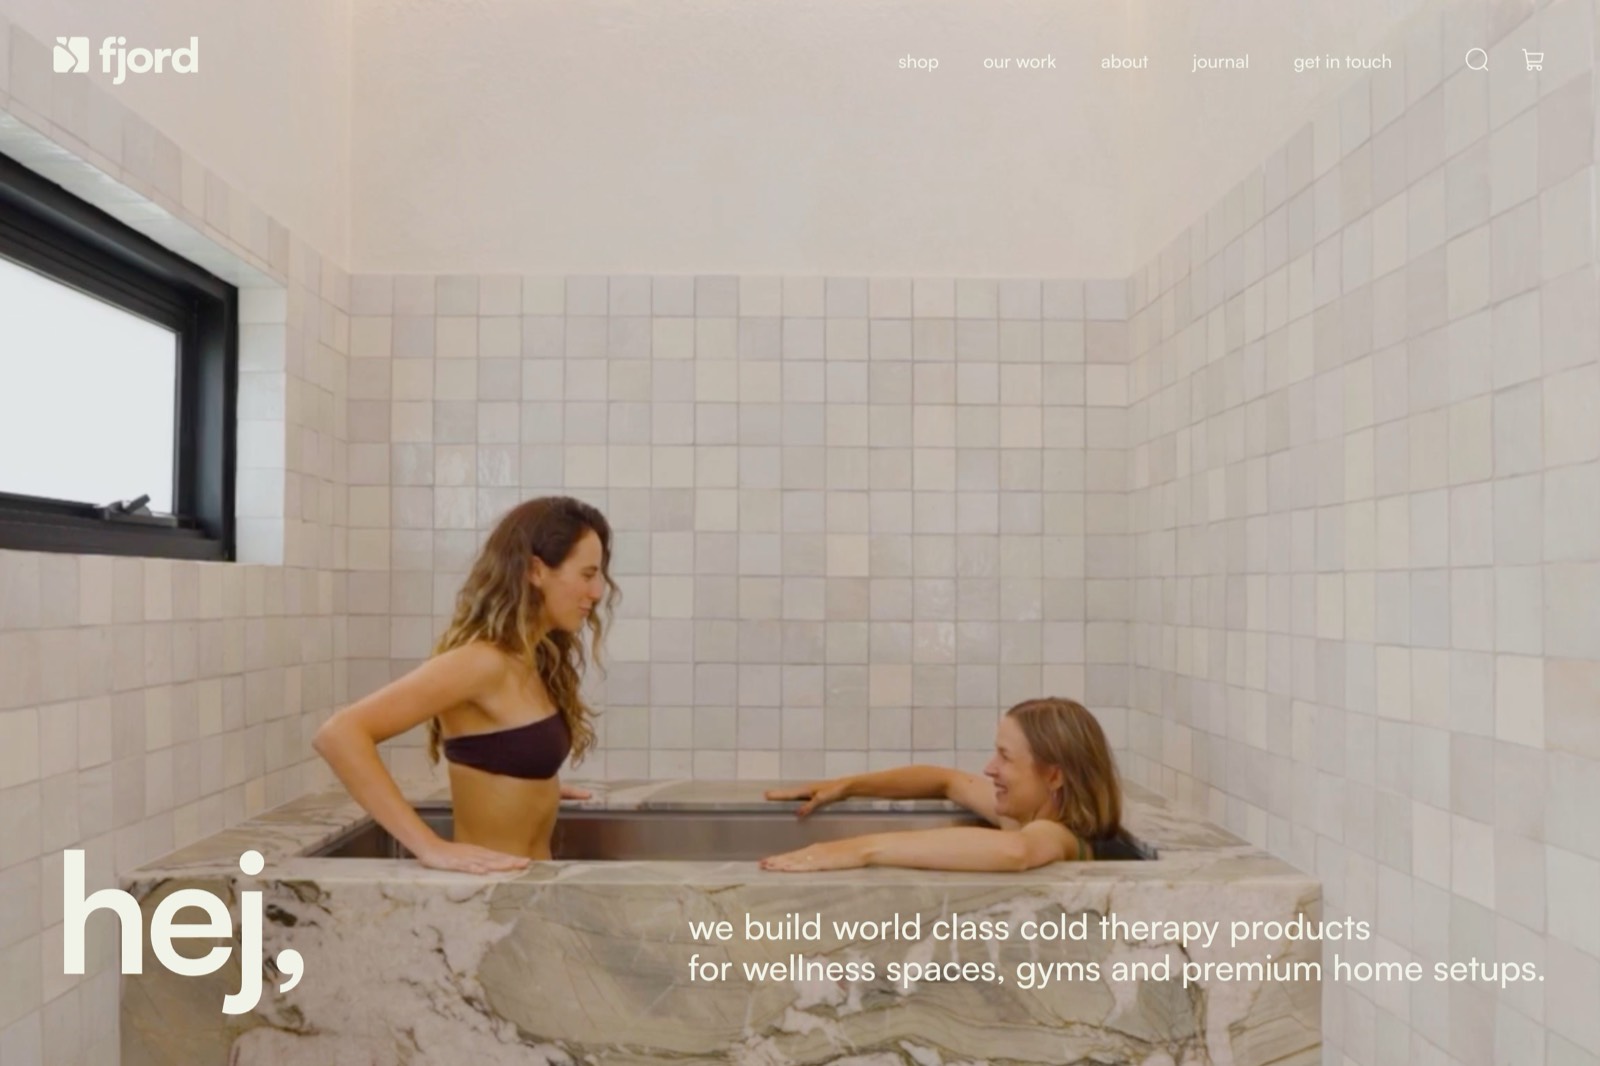 fjord
shop our work about journal get in touch
hej,
we build world class cold therapy products
for wellness spaces, gyms and premium home setups.